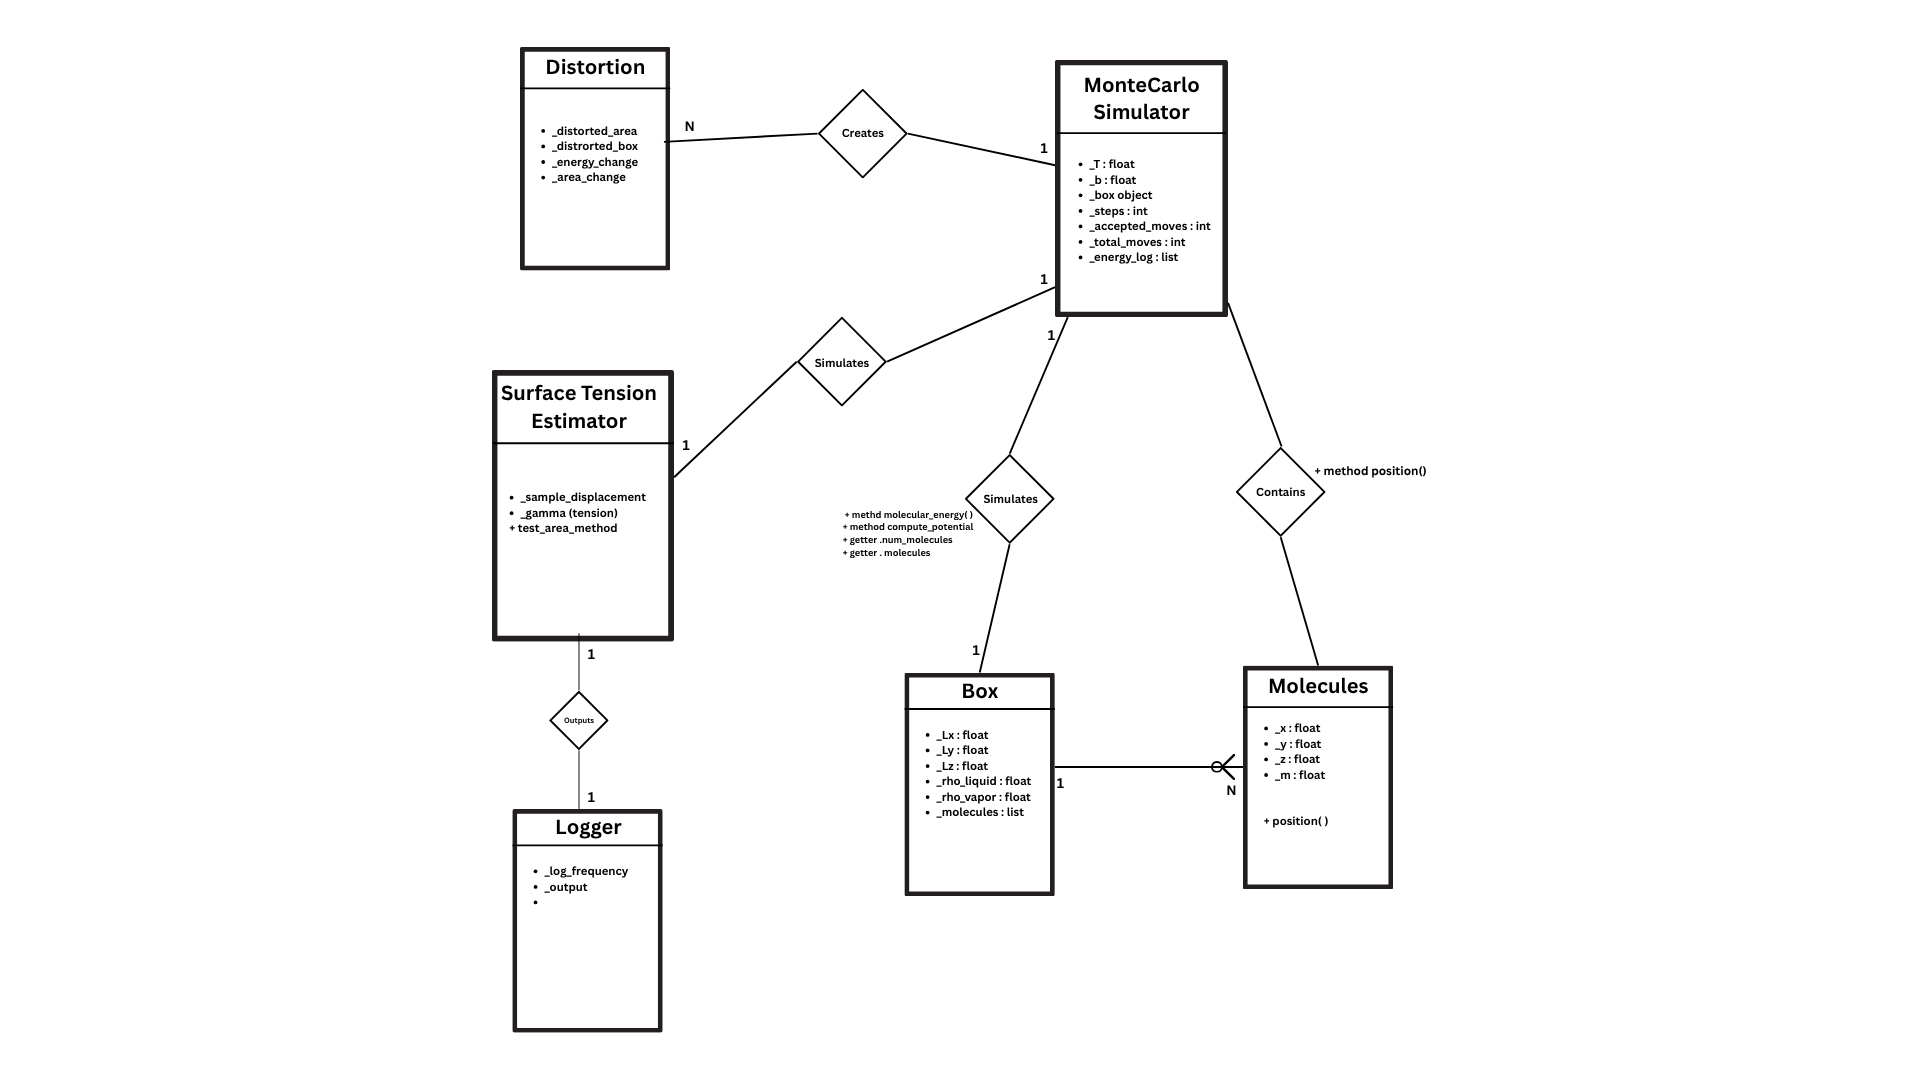 Distortion
• _distorted_area
• _distrorted_box
• _energy_change
• _area_change
N
Creates
1
MonteCarlo
Simulator
• _T : float
• _b : float
• _box object
• _steps : int
• _accepted_moves : int
• _total_moves : int
• _energy_log : list
1
Simulates
1
Surface Tension
Estimator
• _sample_displacement
• _gamma (tension)
+ test_area_method
1
Simulates
+ methd molecular_energy( )
+ method compute_potential
+ getter .num_molecules
+ getter . molecules
1
Contains
+ method position()
1
Outputs
1
Logger
• _log_frequency
• _output
•
Box
• _Lx : float
• _Ly : float
• _Lz : float
• _rho_liquid : float
• _rho_vapor : float
• _molecules : list
1
N
Molecules
• _x : float
• _y : float
• _z : float
• _m : float
+ position( )